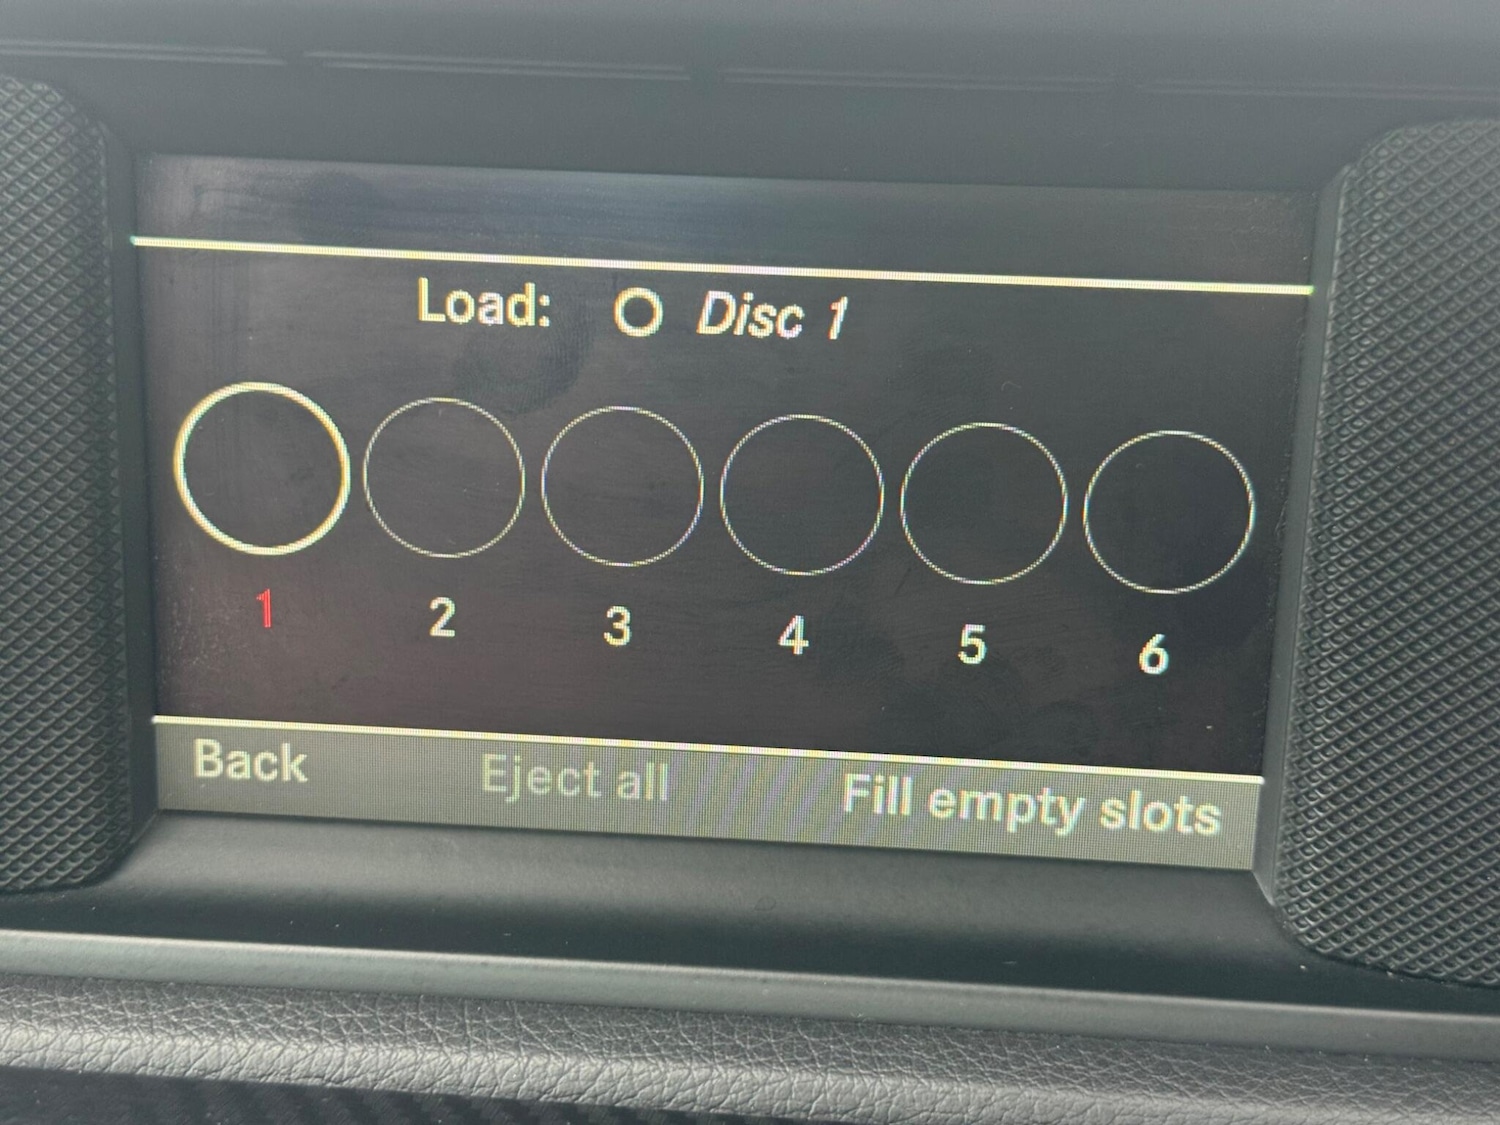 Load: Disc 1
1 2 3 4 5 6
Back Eject all Fill empty slots